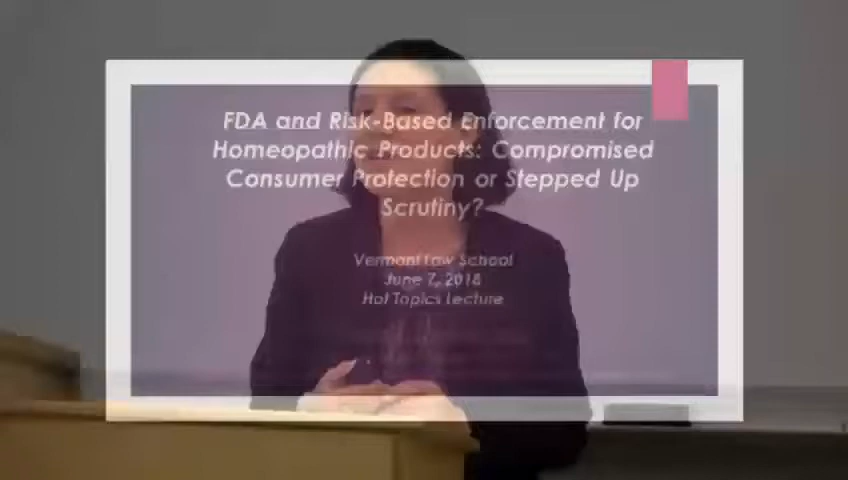 FDA and Risk-Based Enforcement for
Homeopathic Products: Compromised
Consumer Protection or Stepped Up
Scrutiny?
Vermont Law School
June 7, 2018
Hot Topics Lecture